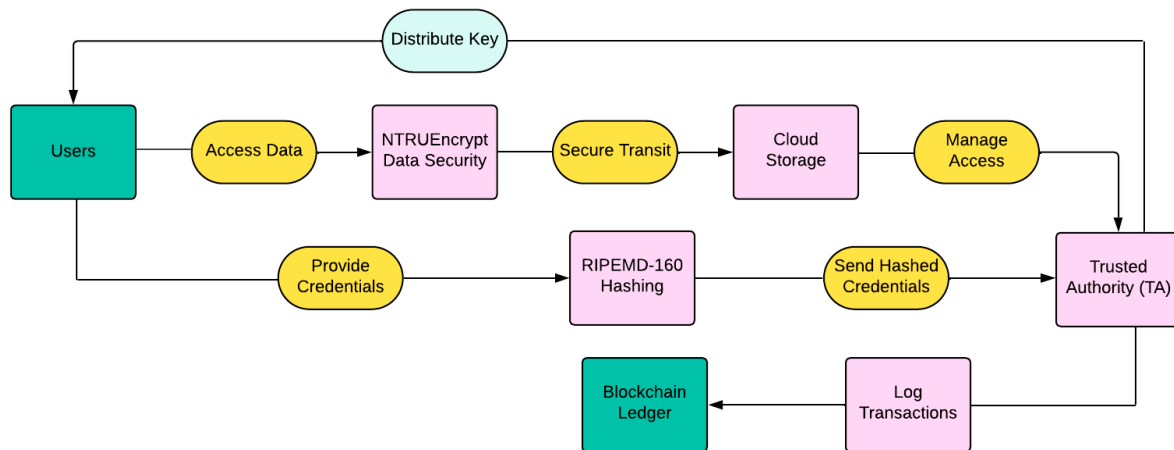 Distribute Key
Users
Access Data
NTRUEncrypt
Data Security
Secure Transit
Cloud
Storage
Manage
Access
Provide
Credentials
RIPEMD-160
Hashing
Send Hashed
Credentials
Trusted
Authority (TA)
Blockchain
Ledger
Log
Transactions